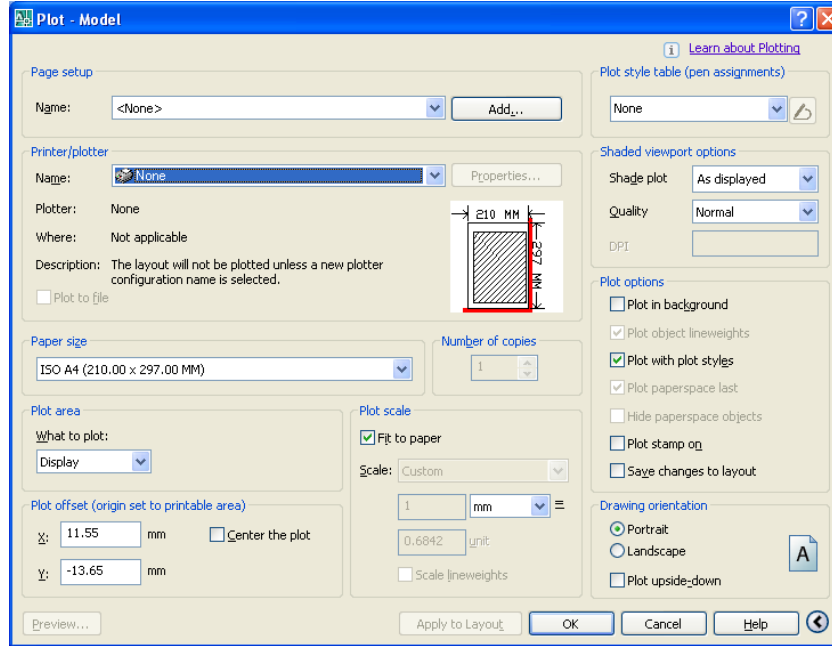 Plot - Model
Learn about Plotting
Page setup
Name: <None> Add...
Plot style table (pen assignments)
None
Printer/plotter
Name: None Properties...
Plotter: None
Where: Not applicable
Description: The layout will not be plotted unless a new plotter
configuration name is selected.
Plot to file
210 MM
297 MM
Shaded viewport options
Shade plot As displayed
Quality Normal
DPI
Paper size
ISO A4 (210.00 x 297.00 MM)
Number of copies
1
Plot options
Plot in background
Plot object lineweights
Plot with plot styles
Plot paperspace last
Hide paperspace objects
Plot stamp on
Save changes to layout
Plot area
What to plot:
Display
Plot scale
Fit to paper
Scale: Custom
1 mm =
0.6842 unit
Scale lineweights
Plot offset (origin set to printable area)
X: 11.55 mm Center the plot
Y: -13.65 mm
Drawing orientation
Portrait
Landscape
Plot upside-down
A
Preview... Apply to Layout OK Cancel Help